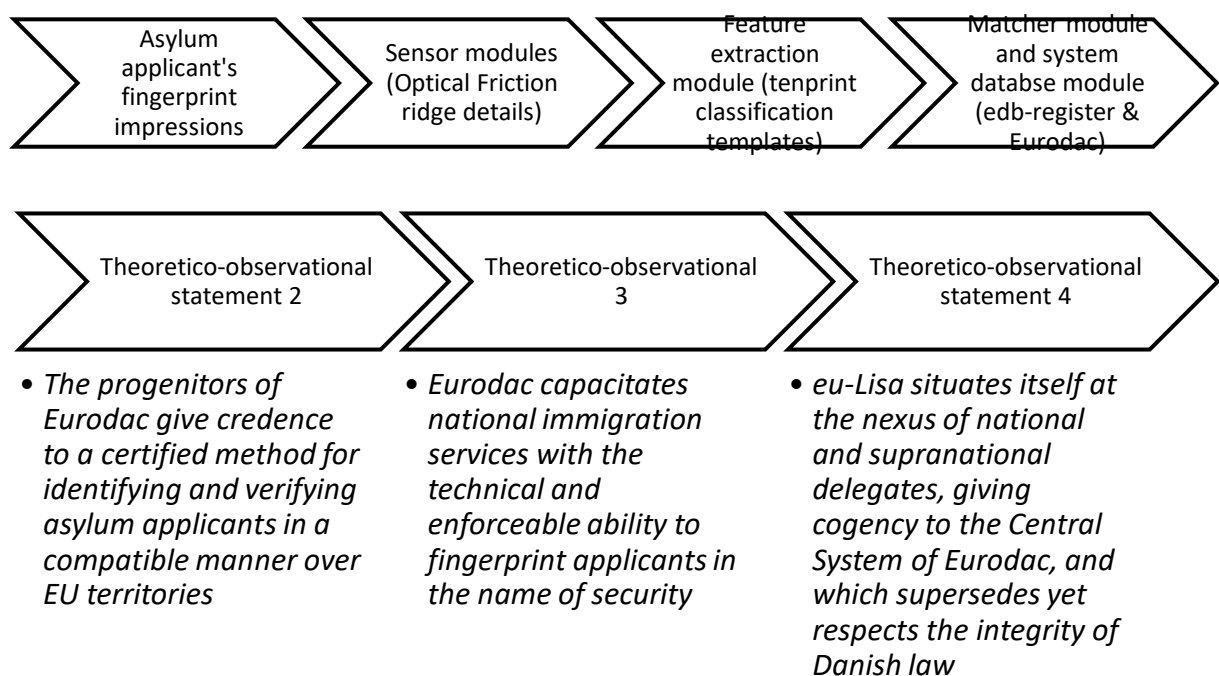 Asylum
applicant's
fingerprint
impressions
Sensor modules
(Optical Friction
ridge details)
Feature
extraction
module (tenprint
classification
templates)
Matcher module
and system
databse module
(edb-register &
Eurodac)
Theoretico-observational
statement 2
Theoretico-observational
3
Theoretico-observational
statement 4
• The progenitors of
Eurodac give credence
to a certified method for
identifying and verifying
asylum applicants in a
compatible manner over
EU territories
• Eurodac capacitates
national immigration
services with the
technical and
enforceable ability to
fingerprint applicants in
the name of security
• eu-Lisa situates itself at
the nexus of national
and supranational
delegates, giving
cogency to the Central
System of Eurodac, and
which supersedes yet
respects the integrity of
Danish law